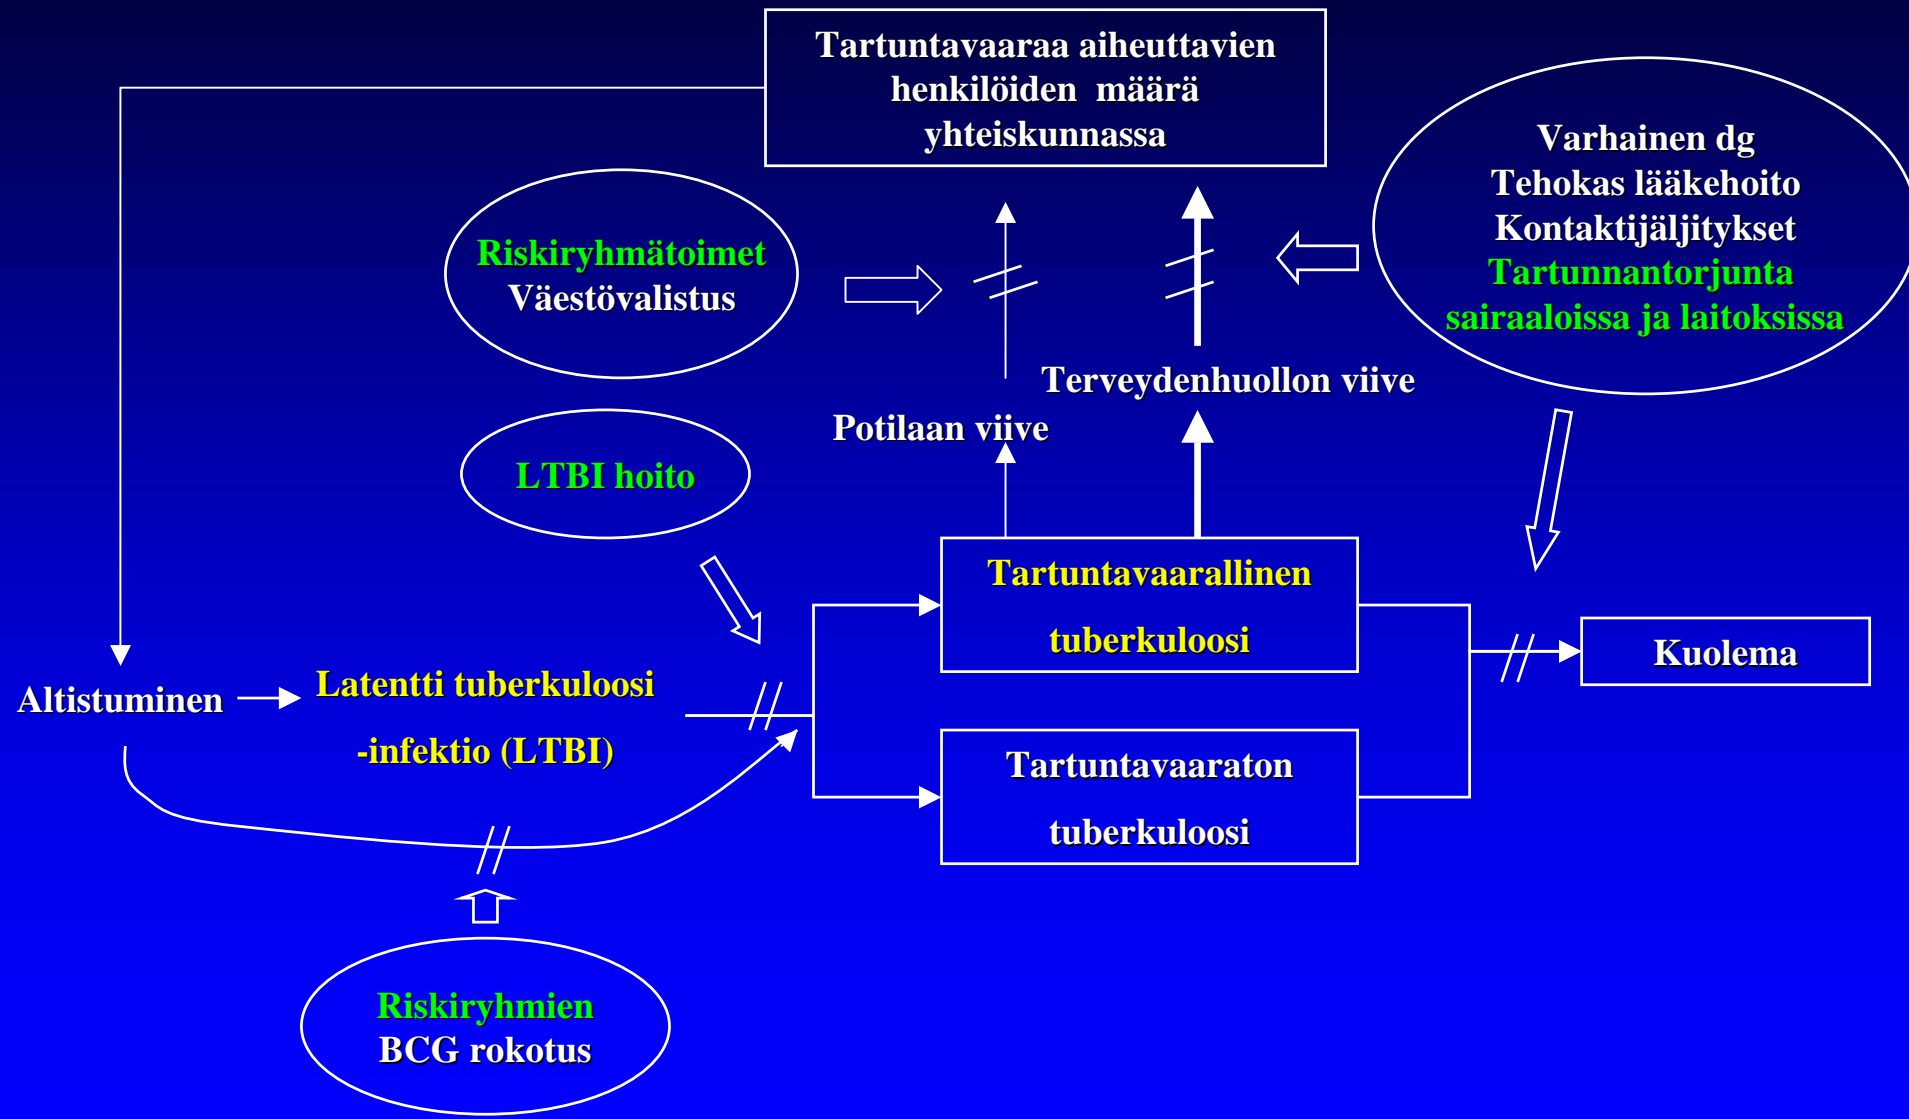 Tartuntavaaraa aiheuttavien
henkilöiden määrä
yhteiskunnassa
Varhainen dg
Tehokas lääkehoito
Kontaktijäljitykset
Tartunnantorjunta
sairaaloissa ja laitoksissa
Riskiryhmätoimet
Väestövalistus
Terveydenhuollon viive
Potilaan viive
LTBI hoito
Tartuntavaarallinen
tuberkuloosi
Kuolema
Altistuminen
Latentti tuberkuloosi
-infektio (LTBI)
Tartuntavaaraton
tuberkuloosi
Riskiryhmien
BCG rokotus